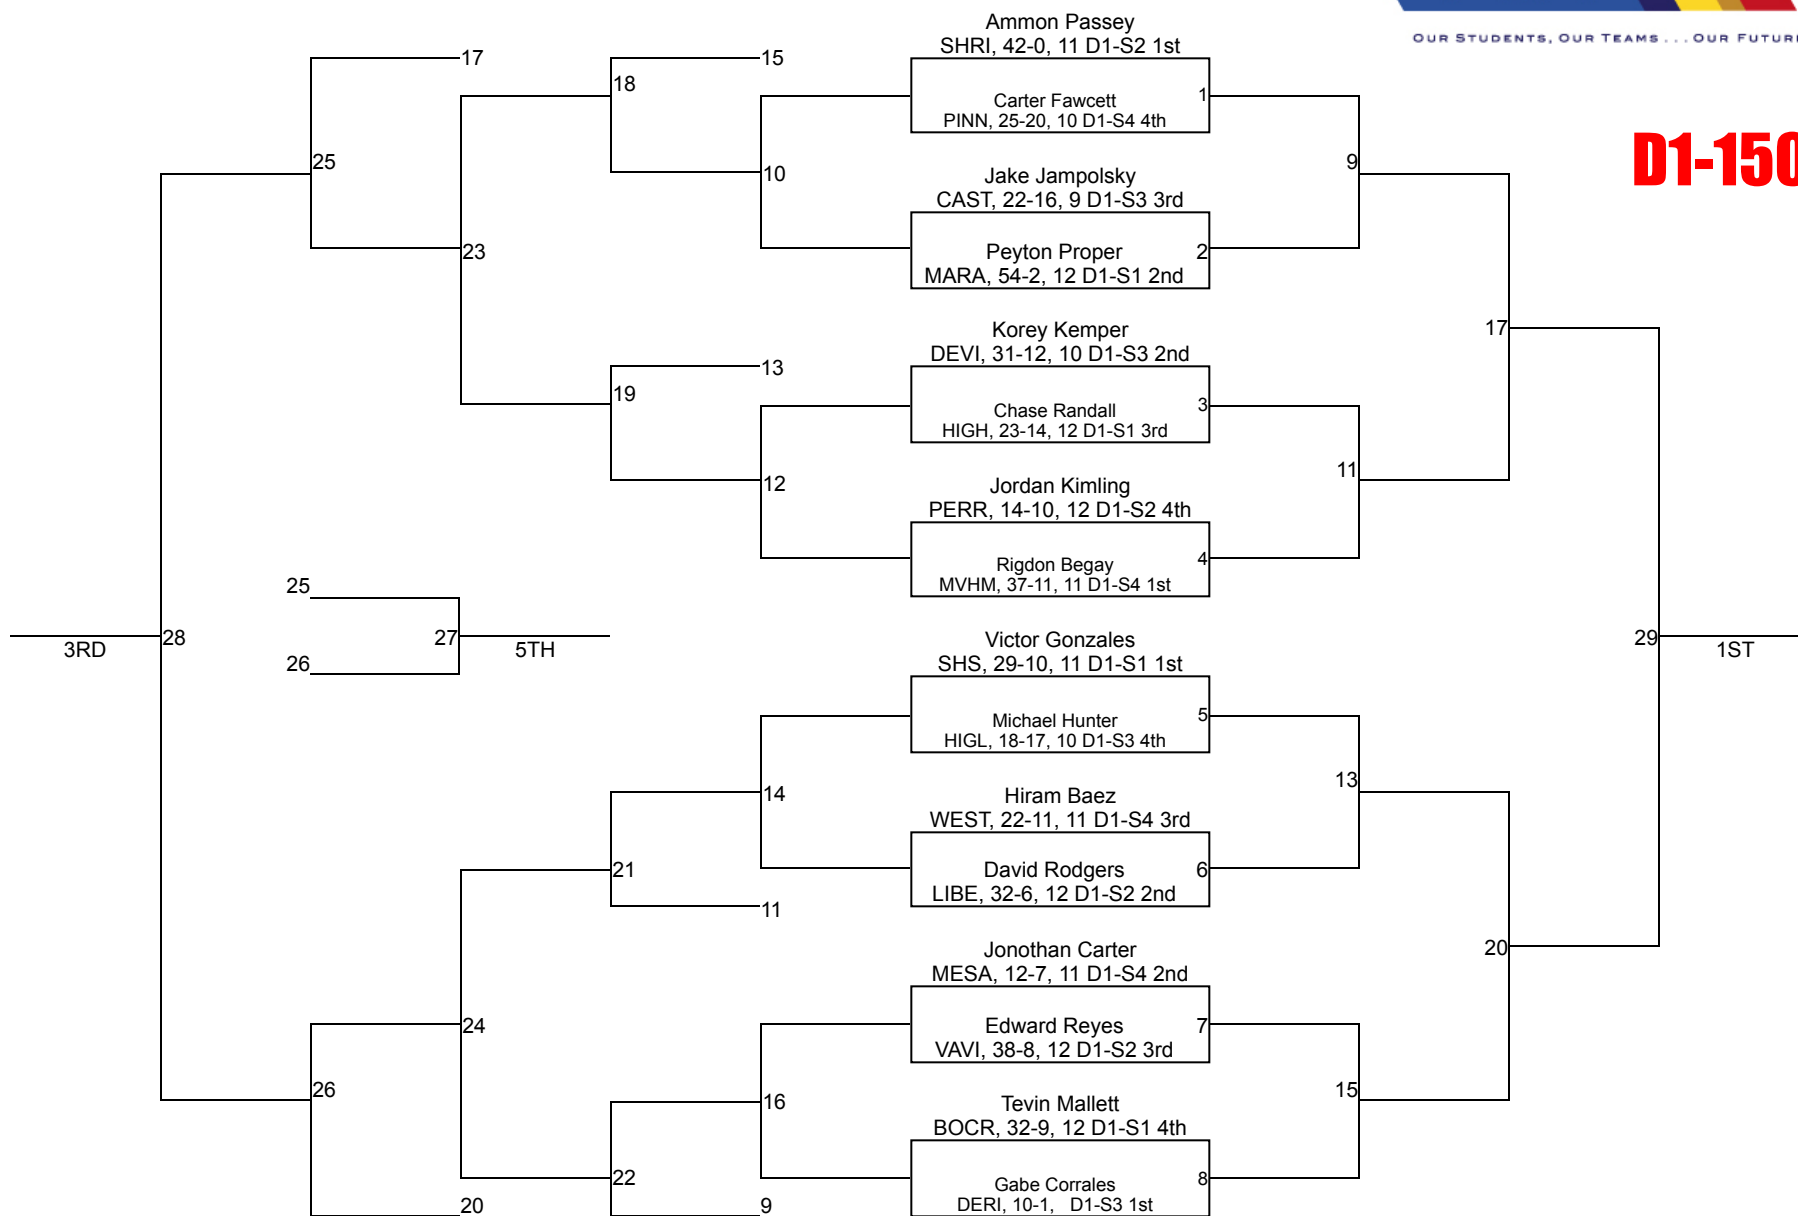 OUR STUDENTS, OUR TEAMS...OUR FUTUR
D1-150
Ammon Passey
SHRI, 42-0, 11 D1-S2 1st
Carter Fawcett
PINN, 25-20, 10 D1-S4 4th
1
Jake Jampolsky
CAST, 22-16, 9 D1-S3 3rd
Peyton Proper
MARA, 54-2, 12 D1-S1 2nd
2
Korey Kemper
DEVI, 31-12, 10 D1-S3 2nd
Chase Randall
HIGH, 23-14, 12 D1-S1 3rd
3
Jordan Kimling
PERR, 14-10, 12 D1-S2 4th
Rigdon Begay
MVHM, 37-11, 11 D1-S4 1st
4
Victor Gonzales
SHS, 29-10, 11 D1-S1 1st
Michael Hunter
HIGL, 18-17, 10 D1-S3 4th
5
Hiram Baez
WEST, 22-11, 11 D1-S4 3rd
David Rodgers
LIBE, 32-6, 12 D1-S2 2nd
6
Jonothan Carter
MESA, 12-7, 11 D1-S4 2nd
Edward Reyes
VAVI, 38-8, 12 D1-S2 3rd
7
Tevin Mallett
BOCR, 32-9, 12 D1-S1 4th
Gabe Corrales
DERI, 10-1, D1-S3 1st
8
9
11
13
15
17
20
29
1ST
15
10
13
12
14
11
16
9
18
19
21
22
17
23
24
20
25
26
28
3RD
25
26
27
5TH